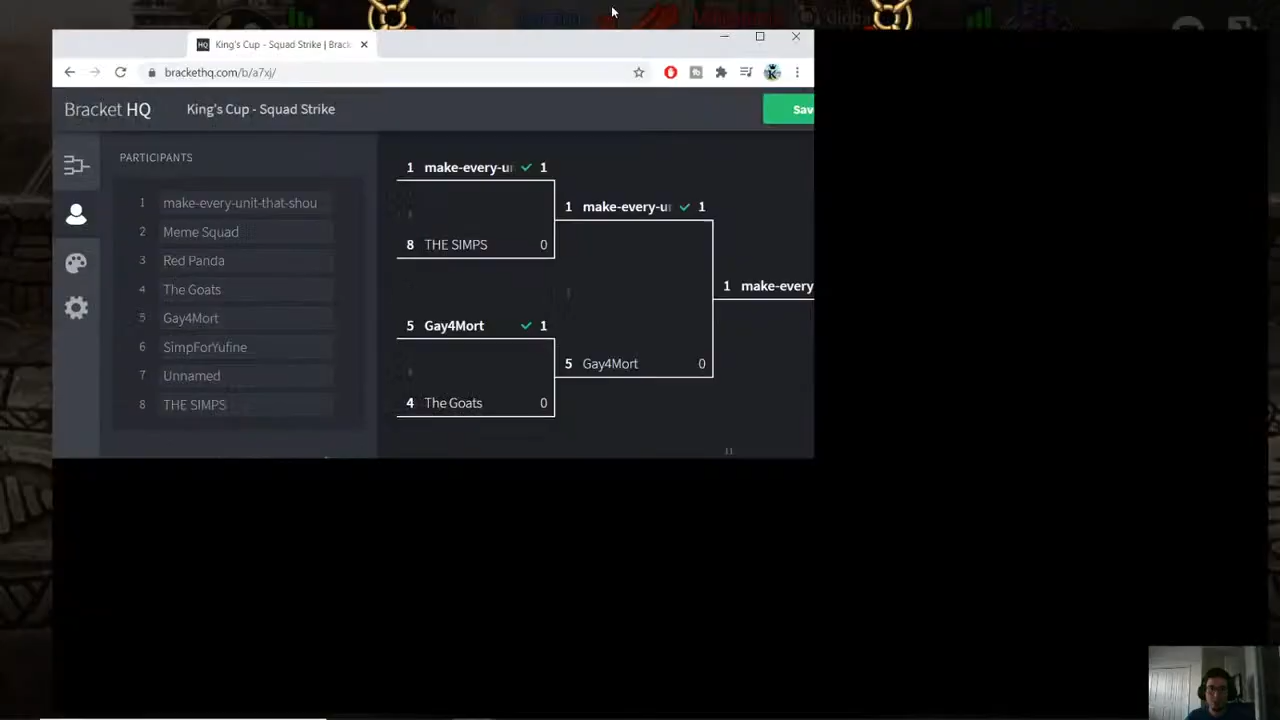 King's Cup - Squad Strike | Brack
brackethq.com/b/a7xj/
Bracket HQ
King's Cup - Squad Strike
Sav
PARTICIPANTS
1 make-every-unit-that-shou
2 Meme Squad
3 Red Panda
4 The Goats
5 Gay4Mort
6 SimpForYufine
7 Unnamed
8 THE SIMPS
1 make-every-u 1
8 THE SIMPS 0
5 Gay4Mort 1
4 The Goats 0
1 make-every-u 1
5 Gay4Mort 0
1 make-every